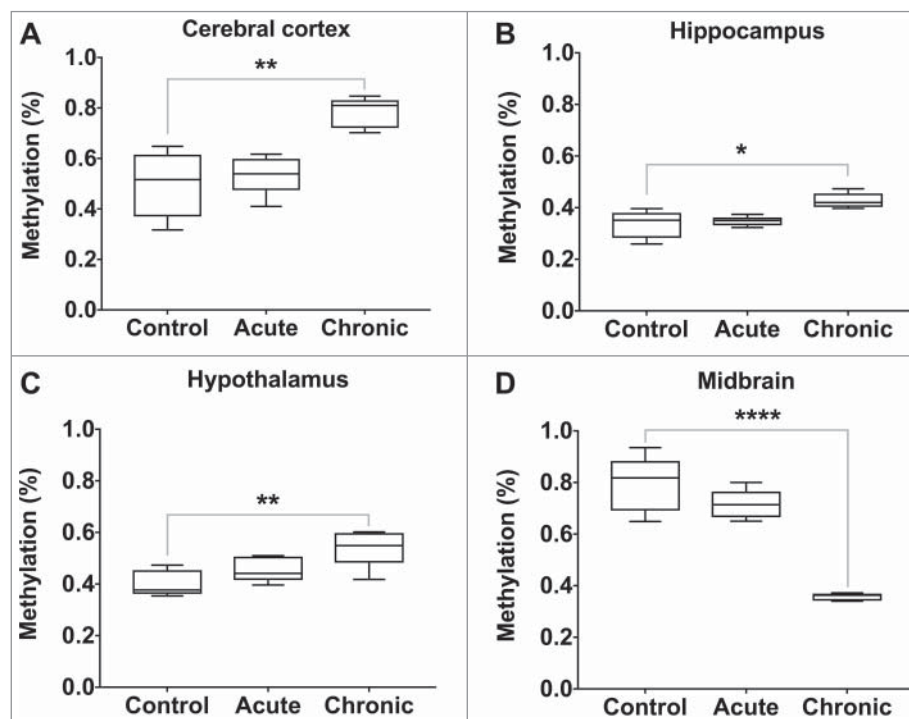 A
Cerebral cortex
**
Methylation (%)
1.0
0.8
0.6
0.4
0.2
0.0
Control Acute Chronic
B
Hippocampus
*
Methylation (%)
1.0
0.8
0.6
0.4
0.2
0.0
Control Acute Chronic
C
Hypothalamus
**
Methylation (%)
1.0
0.8
0.6
0.4
0.2
0.0
Control Acute Chronic
D
Midbrain
****
Methylation (%)
1.0
0.8
0.6
0.4
0.2
0.0
Control Acute Chronic